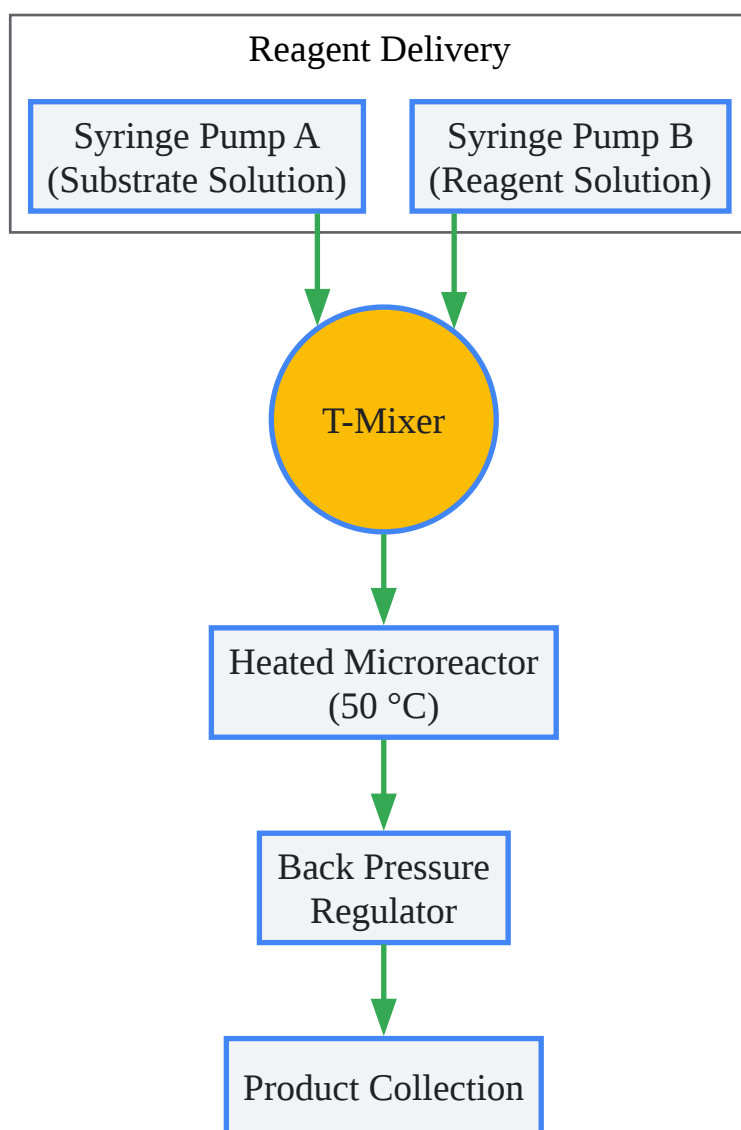 Reagent Delivery
Syringe Pump A
(Substrate Solution)
Syringe Pump B
(Reagent Solution)
T-Mixer
Heated Microreactor
(50 °C)
Back Pressure
Regulator
Product Collection